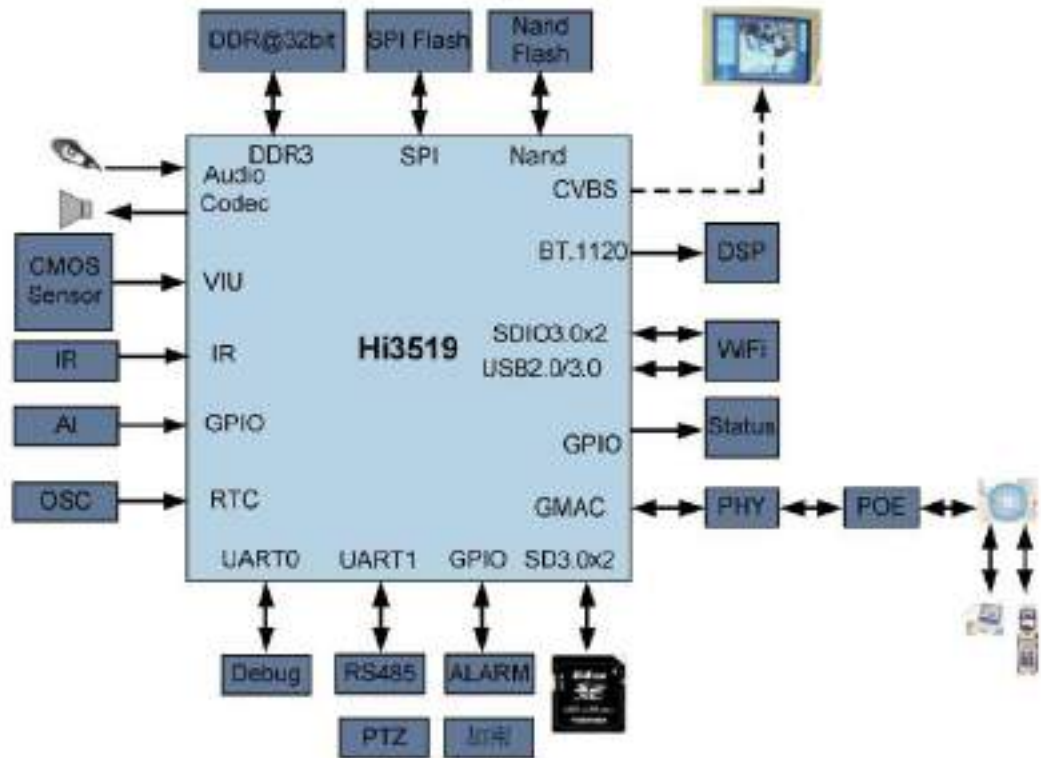 DDR@32bit
SPI Flash
Nand
Flash
DDR3
SPI
Nand
Audio
Codec
CVBS
BT.1120
DSP
CMOS
Sensor
VIU
SDIO3.0x2
USB2.0/3.0
WiFi
Hi3519
IR
IR
AI
GPIO
GPIO
Status
OSC
RTC
GMAC
PHY
POE
UART0
UART1
GPIO
SD3.0x2
Debug
RS485
ALARM
PTZ